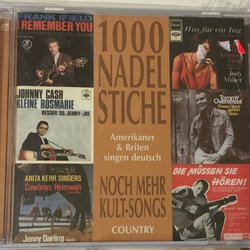 FRANK IFIELD
I REMEMBER YOU
JOHNNY CASH
KLEINE ROSMARIE
BESSER SO, JENNY-JOE
ANITA KERR SINGERS
Cowboys Heimweh
Jenny Darling
1000
NADEL
STICHE
Amerikaner &
Briten
singen deutsch
NOCH MEHR
KULT-SONGS
COUNTRY
Was für ein Tag
Jody
Miller
Tommy
DIE MÜSSEN SIE
HÖREN!